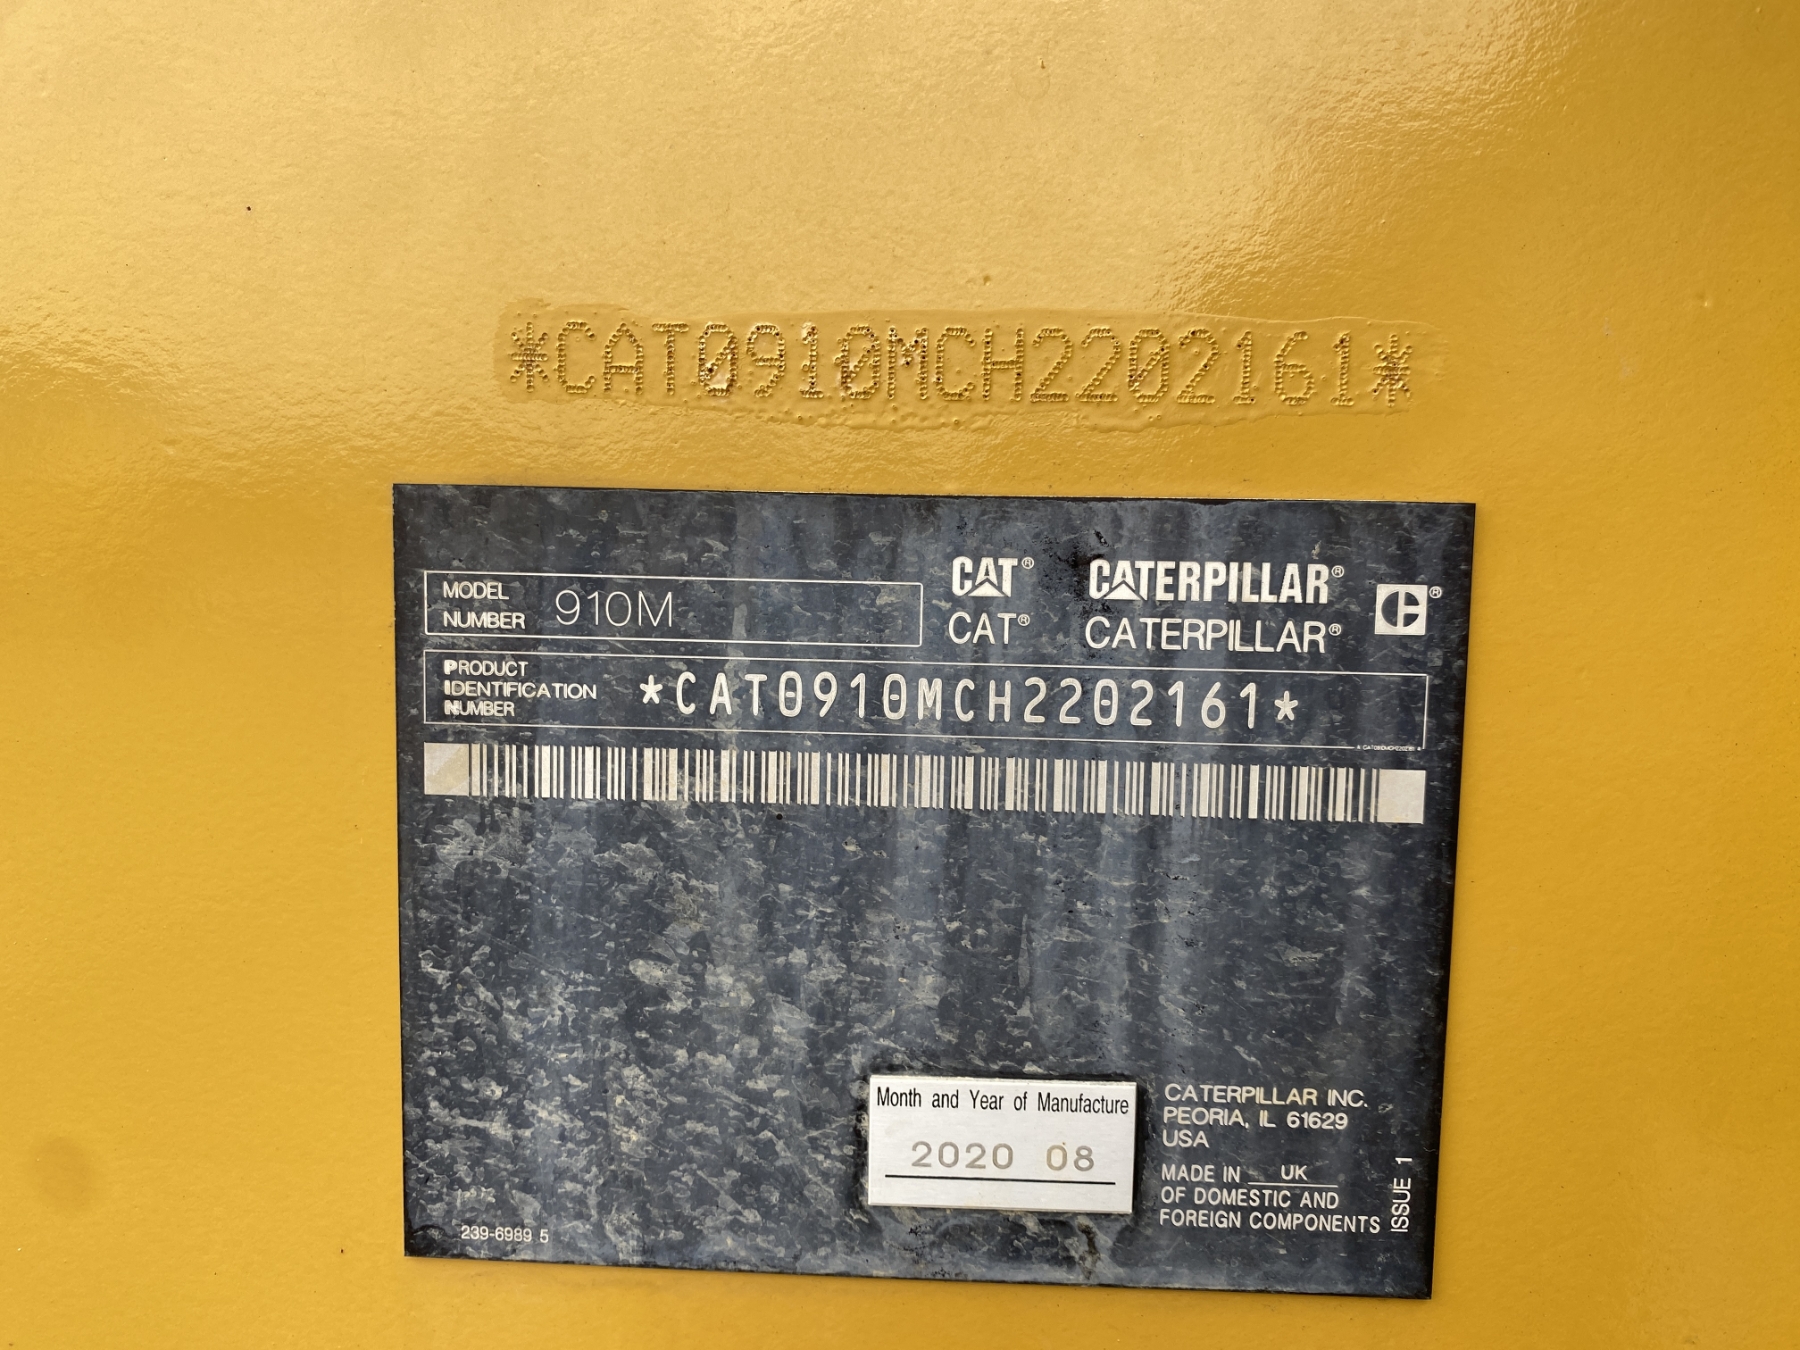 *CAT0910MCH2202161*
MODEL NUMBER 910M
CAT® CATERPILLAR®
CAT® CATERPILLAR®
PRODUCT IDENTIFICATION NUMBER *CAT0910MCH2202161*
* CAT0910MCH2202161 *
Month and Year of Manufacture
2020 08
CATERPILLAR INC.
PEORIA, IL 61629
USA
MADE IN UK
OF DOMESTIC AND
FOREIGN COMPONENTS
ISSUE 1
239-6989 5